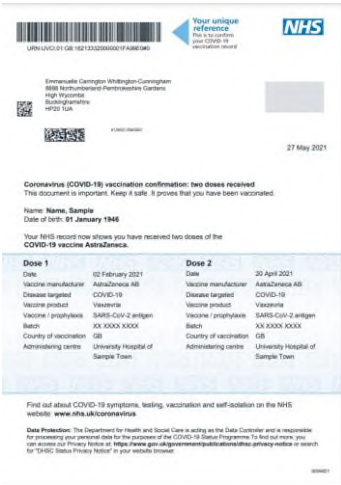 Your unique
reference
This is to confirm
your COVID-19
vaccination record
NHS
Emmanuelle Carrington Whittington-Cunningham
8698 Northumberland-Pembrokeshire Gardens
High Wycombe
Buckinghamshire
HP20 1UA
27 May 2021
Coronavirus (COVID-19) vaccination confirmation: two doses received
This document is important. Keep it safe. It proves that you have been vaccinated.
Name: Name, Sample
Date of birth: 01 January 1946
Your NHS record now shows you have received two doses of the
COVID-19 vaccine AstraZeneca.
Dose 1
Date 02 February 2021
Vaccine manufacturer AstraZeneca AB
Disease targeted COVID-19
Vaccine product Vaxzevria
Vaccine / prophylaxis SARS-CoV-2 antigen
Batch XX XXXX XXXX
Country of vaccination GB
Administering centre University Hospital of
Sample Town
Dose 2
Date 20 April 2021
Vaccine manufacturer AstraZeneca AB
Disease targeted COVID-19
Vaccine product Vaxzevria
Vaccine / prophylaxis SARS-CoV-2 antigen
Batch XX XXXX XXXX
Country of vaccination GB
Administering centre University Hospital of
Sample Town
Find out about COVID-19 symptoms, testing, vaccination and self-isolation on the NHS
website: www.nhs.uk/coronavirus
Data Protection: The Department for Health and Social Care is acting as the Data Controller and is responsible
for processing your personal data for the purposes of the COVID-19 Status Programme.To find out more, you
can access our Privacy Notice at: https://www.gov.uk/government/publications/dhsc-privacy-notice or search
for "DHSC Status Privacy Notice" in your website browser.